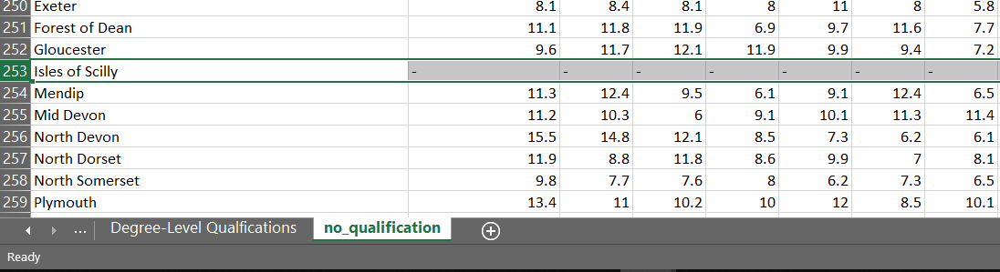 250 Exeter 8.1 8.4 8.1 8 11 8 5.8
251 Forest of Dean 11.1 11.8 11.9 6.9 9.7 11.6 7.7
252 Gloucester 9.6 11.7 12.1 11.9 9.9 9.4 7.2
253 Isles of Scilly - - - - - - -
254 Mendip 11.3 12.4 9.5 6.1 9.1 12.4 6.5
255 Mid Devon 11.2 10.3 6 9.1 10.1 11.3 11.4
256 North Devon 15.5 14.8 12.1 8.5 7.3 6.2 6.1
257 North Dorset 11.9 8.8 11.8 8.6 9.9 7 8.1
258 North Somerset 9.8 7.7 7.6 8 6.2 7.3 6.5
259 Plymouth 13.4 11 10.2 10 12 8.5 10.1
... Degree-Level Qualfications no_qualification
Ready